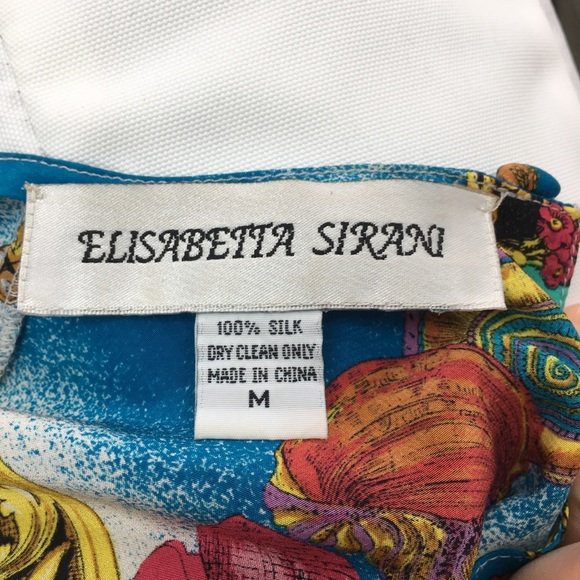 ELISABETTA SIRANI
100% SILK
DRY CLEAN ONLY
MADE IN CHINA
M